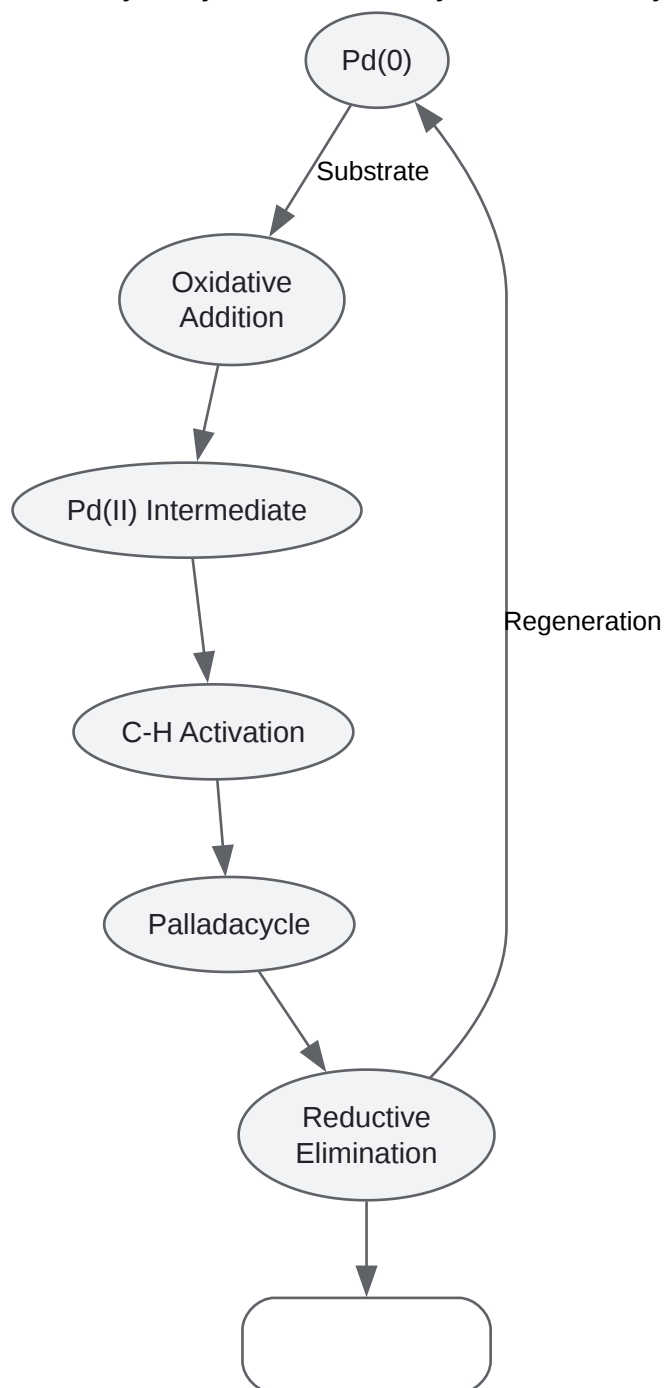 Pd(0)
Substrate
Oxidative
Addition
Pd(II) Intermediate
Regeneration
C-H Activation
Palladacycle
Reductive
Elimination